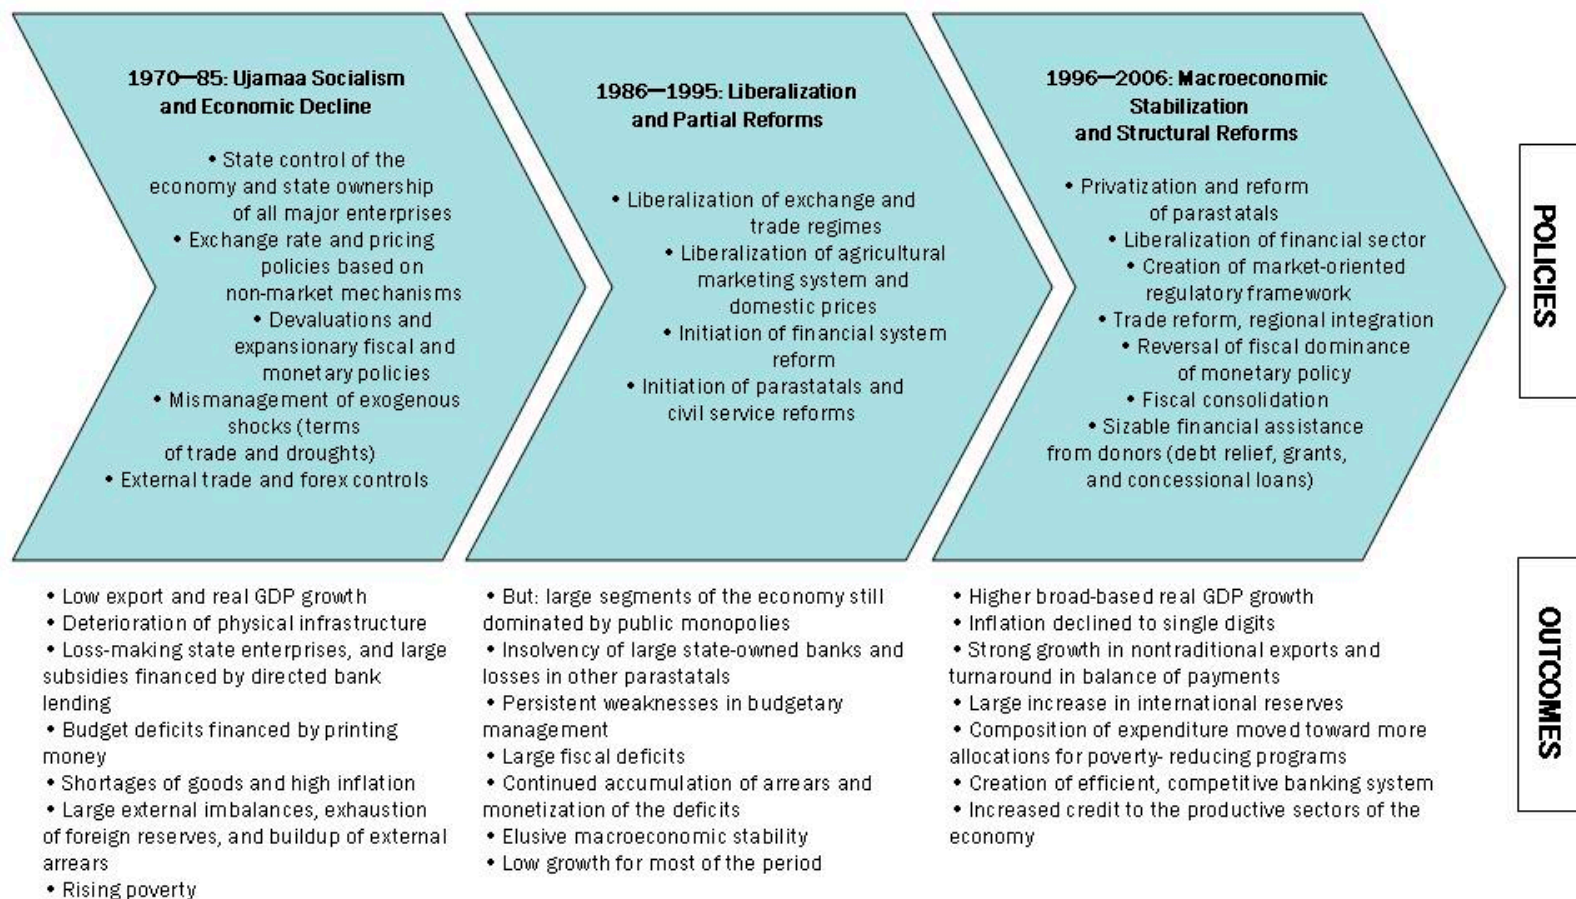 1970—85: Ujamaa Socialism
and Economic Decline
• State control of the
economy and state ownership
of all major enterprises
• Exchange rate and pricing
policies based on
non-market mechanisms
• Devaluations and
expansionary fiscal and
monetary policies
• Mismanagement of exogenous
shocks (terms
of trade and droughts)
• External trade and forex controls
1986—1995: Liberalization
and Partial Reforms
• Liberalization of exchange and
trade regimes
• Liberalization of agricultural
marketing system and
domestic prices
• Initiation of financial system
reform
• Initiation of parastatals and
civil service reforms
1996—2006: Macroeconomic
Stabilization
and Structural Reforms
• Privatization and reform
of parastatals
• Liberalization of financial sector
• Creation of market-oriented
regulatory framework
• Trade reform, regional integration
• Reversal of fiscal dominance
of monetary policy
• Fiscal consolidation
• Sizable financial assistance
from donors (debt relief, grants,
and concessional loans)
POLICIES
• Low export and real GDP growth
• Deterioration of physical infrastructure
• Loss-making state enterprises, and large
subsidies financed by directed bank
lending
• Budget deficits financed by printing
money
• Shortages of goods and high inflation
• Large external imbalances, exhaustion
of foreign reserves, and buildup of external
arrears
• Rising poverty
• But: large segments of the economy still
dominated by public monopolies
• Insolvency of large state-owned banks and
losses in other parastatals
• Persistent weaknesses in budgetary
management
• Large fiscal deficits
• Continued accumulation of arrears and
monetization of the deficits
• Elusive macroeconomic stability
• Low growth for most of the period
• Higher broad-based real GDP growth
• Inflation declined to single digits
• Strong growth in nontraditional exports and
turnaround in balance of payments
• Large increase in international reserves
• Composition of expenditure moved toward more
allocations for poverty- reducing programs
• Creation of efficient, competitive banking system
• Increased credit to the productive sectors of the
economy
OUTCOMES